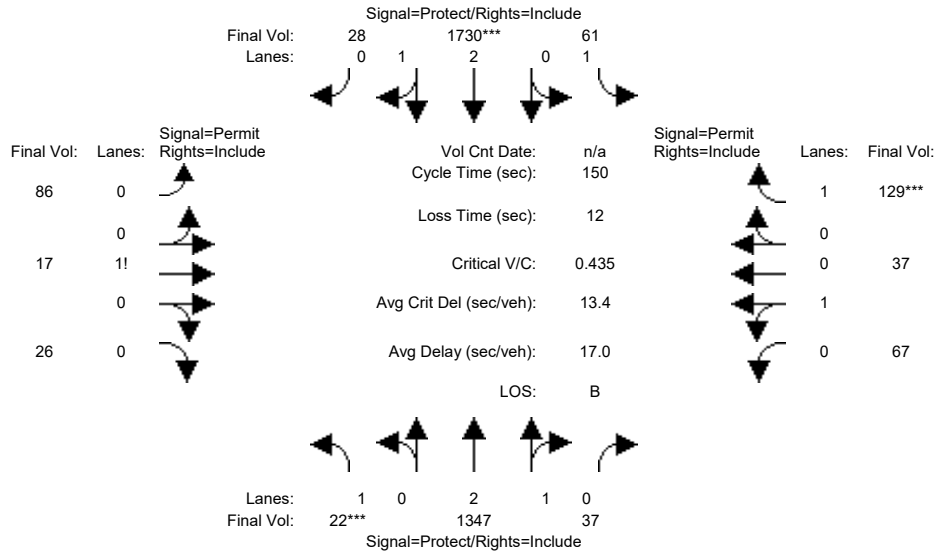 Signal=Protect/Rights=Include
Final Vol: 28 1730*** 61
Lanes: 0 1 2 0 1
Signal=Permit Signal=Permit
Final Vol: Lanes: Rights=Include Vol Cnt Date: n/a Rights=Include Lanes: Final Vol:
Cycle Time (sec): 150
86 0 1 129***
Loss Time (sec): 12
0 0
17 1! Critical V/C: 0.435 0 37
0 Avg Crit Del (sec/veh): 13.4 1
26 0 Avg Delay (sec/veh): 17.0 0 67
LOS: B
Lanes: 1 0 2 1 0
Final Vol: 22*** 1347 37
Signal=Protect/Rights=Include